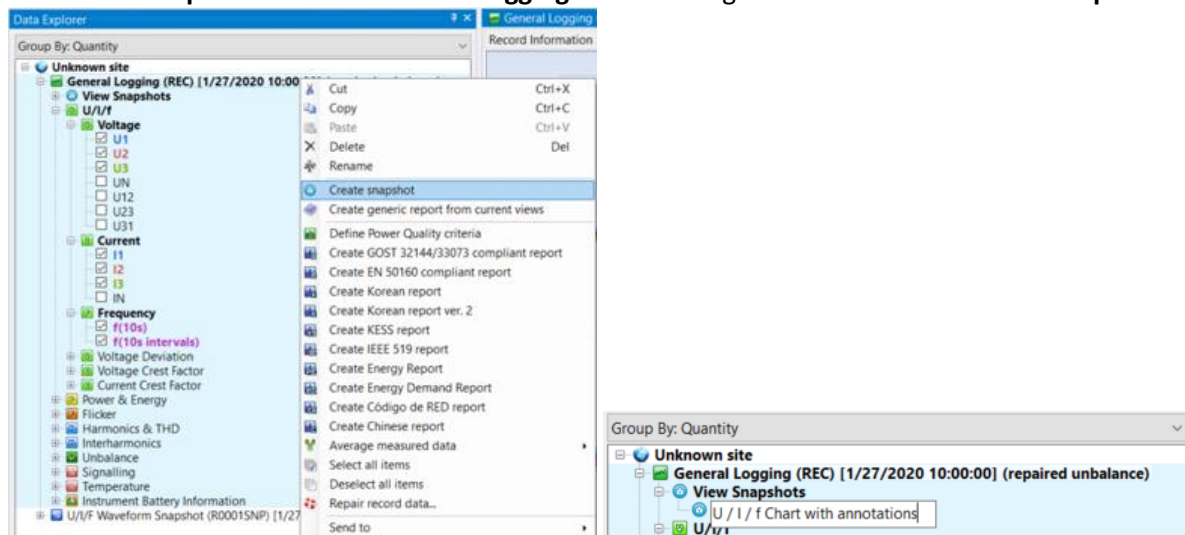 Data Explorer
Group By: Quantity
Unknown site
General Logging (REC) [1/27/2020 10:00
View Snapshots
U/I/f
Voltage
U1
U2
U3
UN
U12
U23
U31
Current
I1
I2
I3
IN
Frequency
f(10s)
f(10s intervals)
Voltage Deviation
Voltage Crest Factor
Current Crest Factor
Power & Energy
Flicker
Harmonics & THD
Interharmonics
Unbalance
Signalling
Temperature
Instrument Battery Information
U/I/F Waveform Snapshot (R0001SNP) [1/27
General Logging
Record Information
Cut Ctrl+X
Copy Ctrl+C
Paste Ctrl+V
Delete Del
Rename
Create snapshot
Create generic report from current views
Define Power Quality criteria
Create GOST 32144/33073 compliant report
Create EN 50160 compliant report
Create Korean report
Create Korean report ver. 2
Create KESS report
Create IEEE 519 report
Create Energy Report
Create Energy Demand Report
Create Código de RED report
Create Chinese report
Average measured data
Select all items
Deselect all items
Repair record data...
Send to
Group By: Quantity
Unknown site
General Logging (REC) [1/27/2020 10:00:00] (repaired unbalance)
View Snapshots
U / I / f Chart with annotations
U/I/f